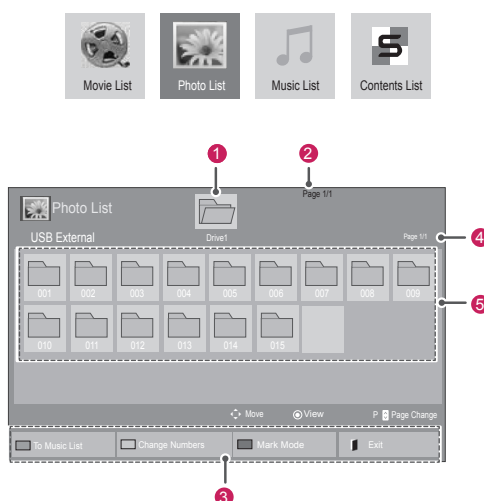 Movie List
Photo List
Music List
S
Contents List
1
2
Page 1/1
Photo List
USB External
Drive1
Page 1/1
4
001
002
003
004
005
006
007
008
009
5
010
011
012
013
014
015
Move
View
P
Page Change
To Music List
Change Numbers
Mark Mode
Exit
3